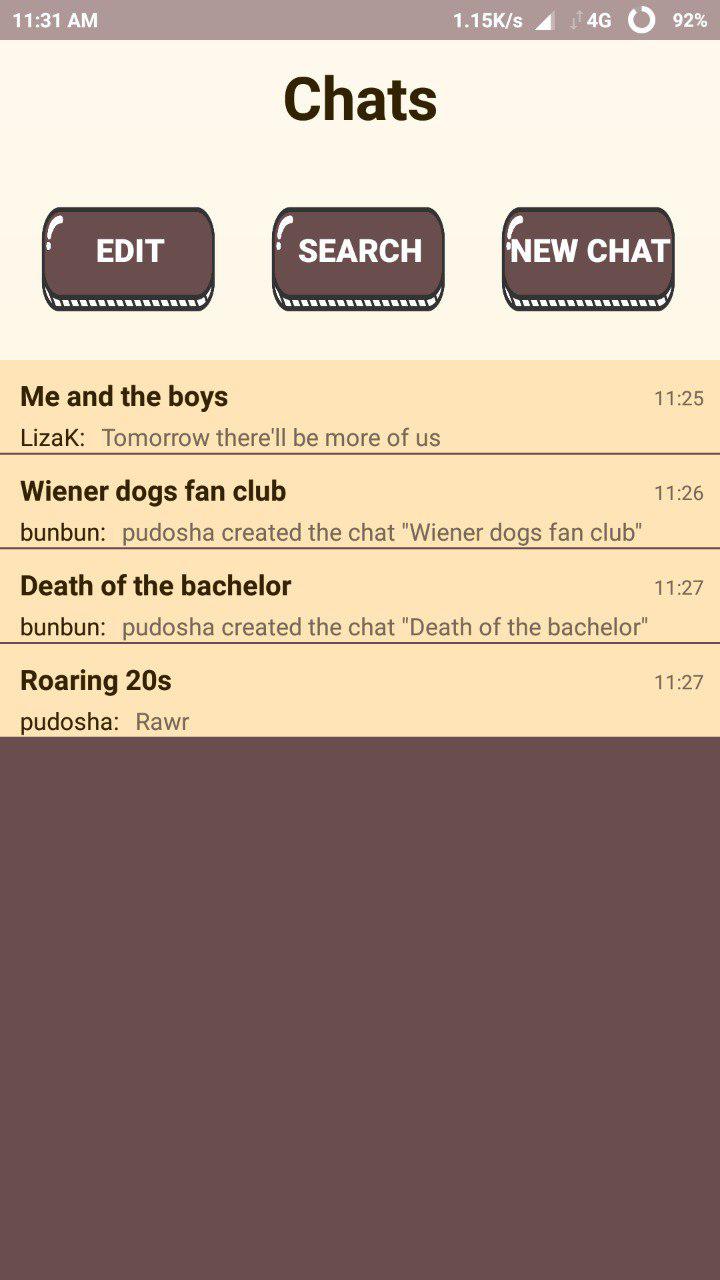 11:31 AM 1.15K/s 4G 92%
Chats
EDIT SEARCH NEW CHAT
Me and the boys 11:25
LizaK: Tomorrow there'll be more of us
Wiener dogs fan club 11:26
bunbun: pudosha created the chat "Wiener dogs fan club"
Death of the bachelor 11:27
bunbun: pudosha created the chat "Death of the bachelor"
Roaring 20s 11:27
pudosha: Rawr